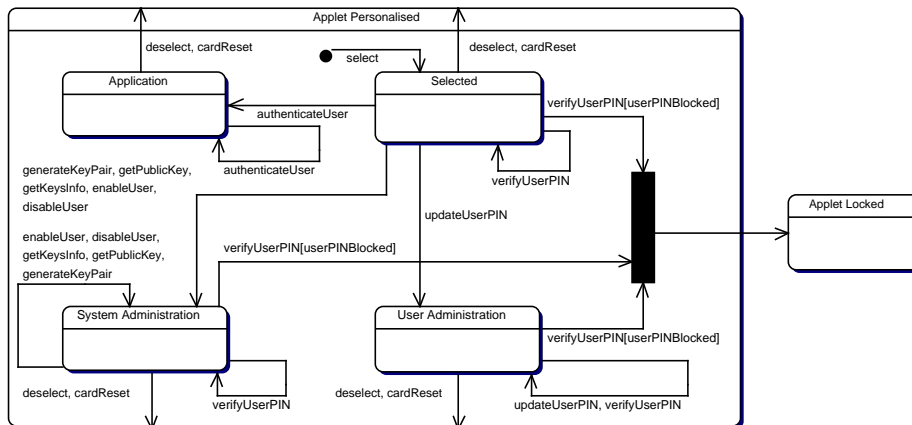 Applet Personalised
deselect, cardReset
select
deselect, cardReset
Application
Selected
verifyUserPIN[userPINBlocked]
authenticateUser
authenticateUser
verifyUserPIN
generateKeyPair, getPublicKey,
getKeysInfo, enableUser,
disableUser
updateUserPIN
Applet Locked
enableUser, disableUser,
getKeysInfo, getPublicKey,
generateKeyPair
verifyUserPIN[userPINBlocked]
System Administration
User Administration
verifyUserPIN[userPINBlocked]
deselect, cardReset
verifyUserPIN
deselect, cardReset
updateUserPIN, verifyUserPIN